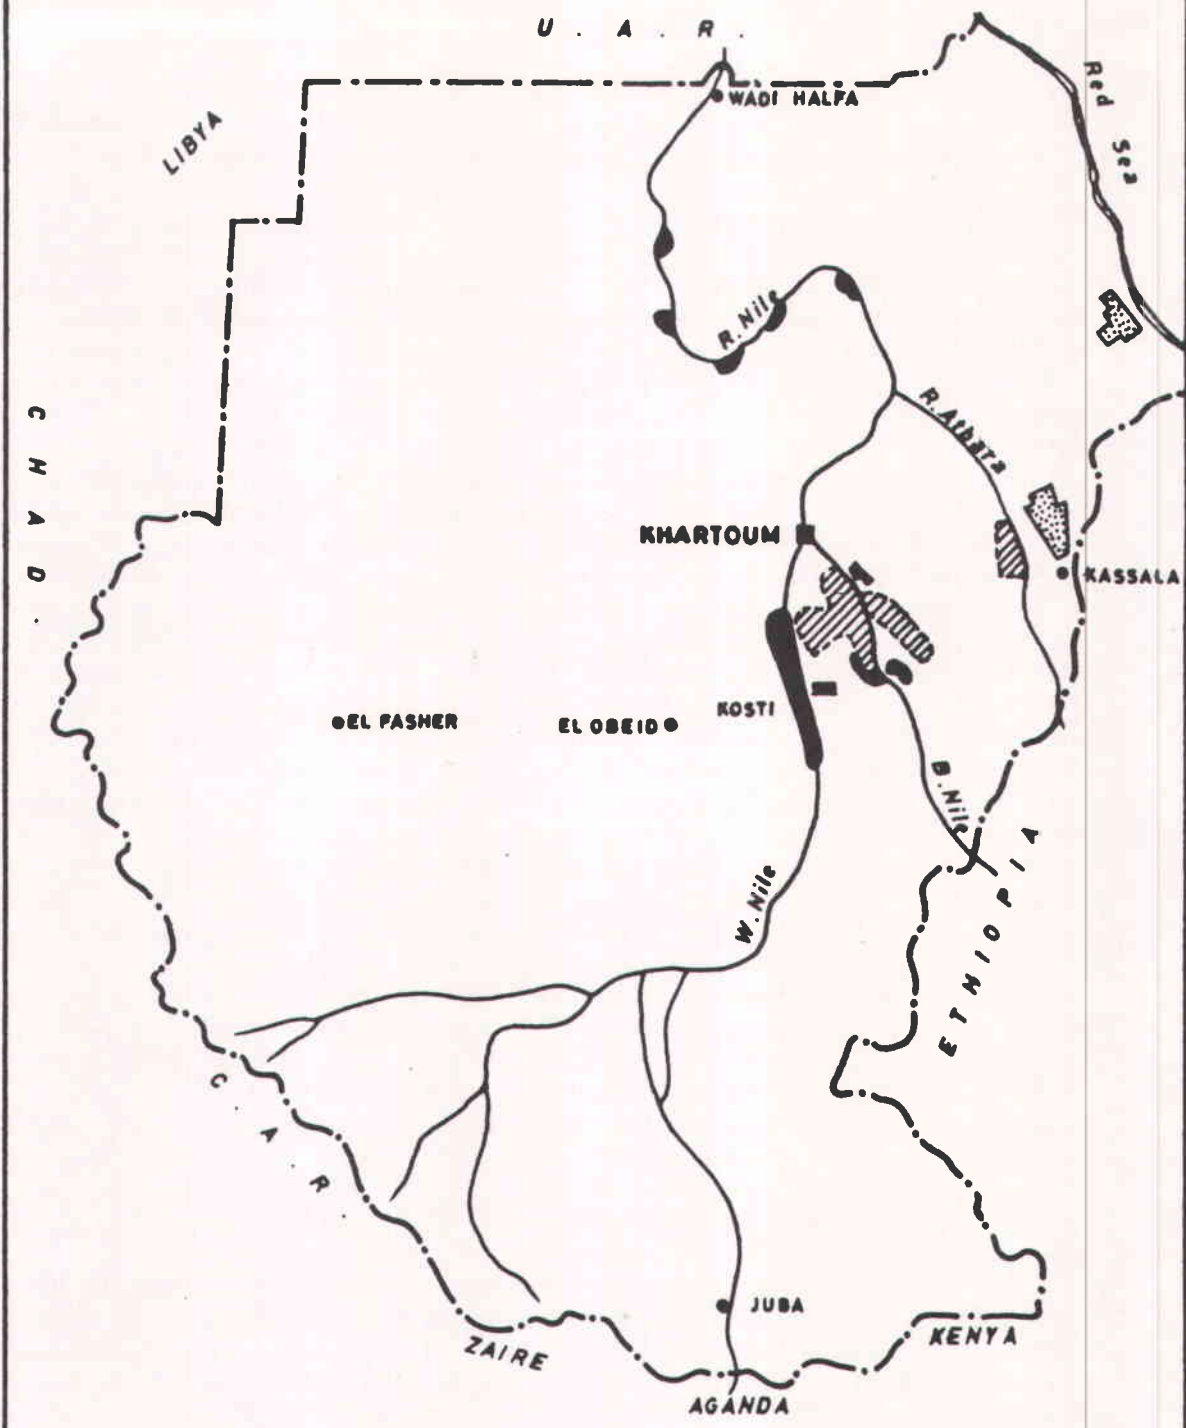 U . A . R .
WADI HALFA
LIBYA
Red Sea
R. Nile
CHAD.
R. Atbara
KHARTOUM
KASSALA
KOSTI
EL FASHER
EL OBEID
B. Nile
W. Nile
ETHIOPIA
C . A . R .
JUBA
KENYA
ZAIRE
AGANDA